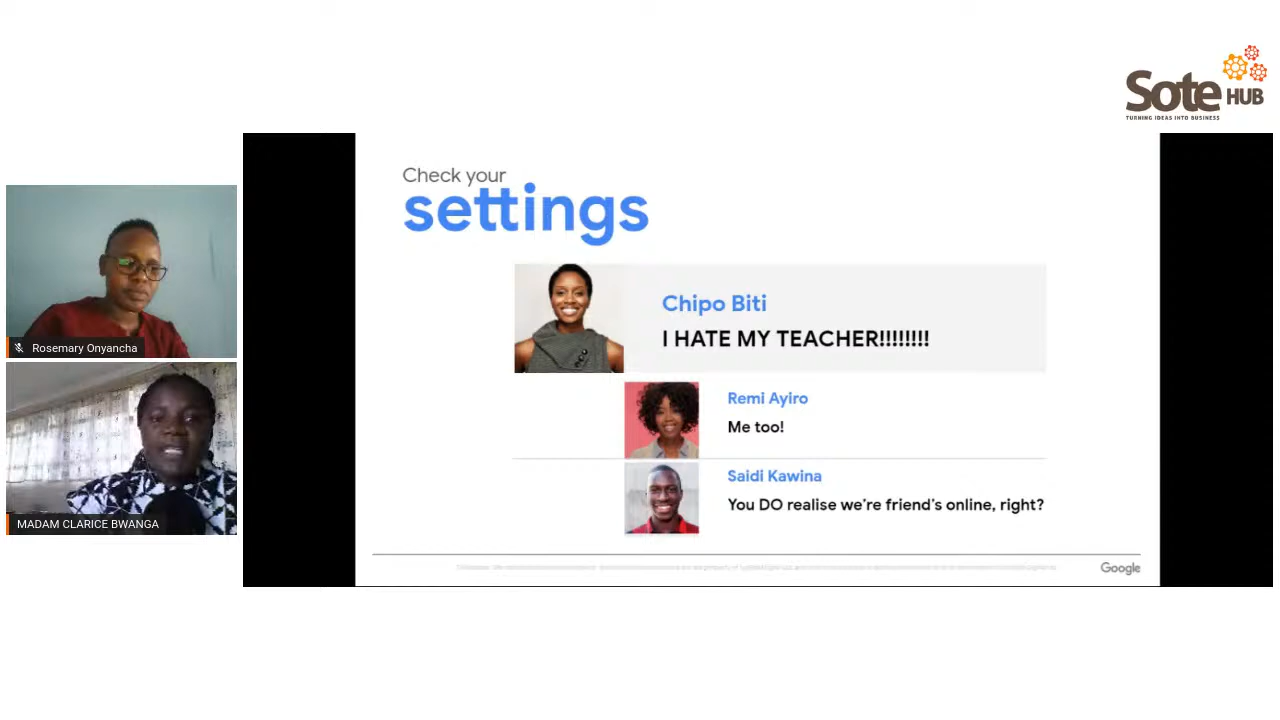 Sote HUB
TURNING IDEAS INTO BUSINESS
Check your
settings
Chipo Biti
I HATE MY TEACHER!!!!!!!!
Remi Ayiro
Me too!
Saidi Kawina
You DO realise we're friend's online, right?
Google
Rosemary Onyancha
MADAM CLARICE BWANGA